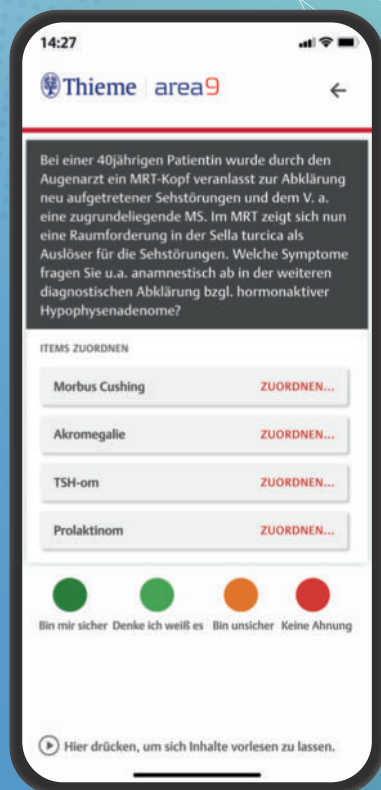 14:27
Thieme area9
Bei einer 40jährigen Patientin wurde durch den
Augenarzt ein MRT-Kopf veranlasst zur Abklärung
neu aufgetretener Sehstörungen und dem V. a.
eine zugrundeliegende MS. Im MRT zeigt sich nun
eine Raumforderung in der Sella turcica als
Auslöser für die Sehstörungen. Welche Symptome
fragen Sie u.a. anamnestisch ab in der weiteren
diagnostischen Abklärung bzgl. hormonaktiver
Hypophysenadenome?
ITEMS ZUORDNEN
Morbus Cushing ZUORDNEN...
Akromegalie ZUORDNEN...
TSH-om ZUORDNEN...
Prolaktinom ZUORDNEN...
Bin mir sicher Denke ich weiß es Bin unsicher Keine Ahnung
Hier drücken, um sich Inhalte vorlesen zu lassen.